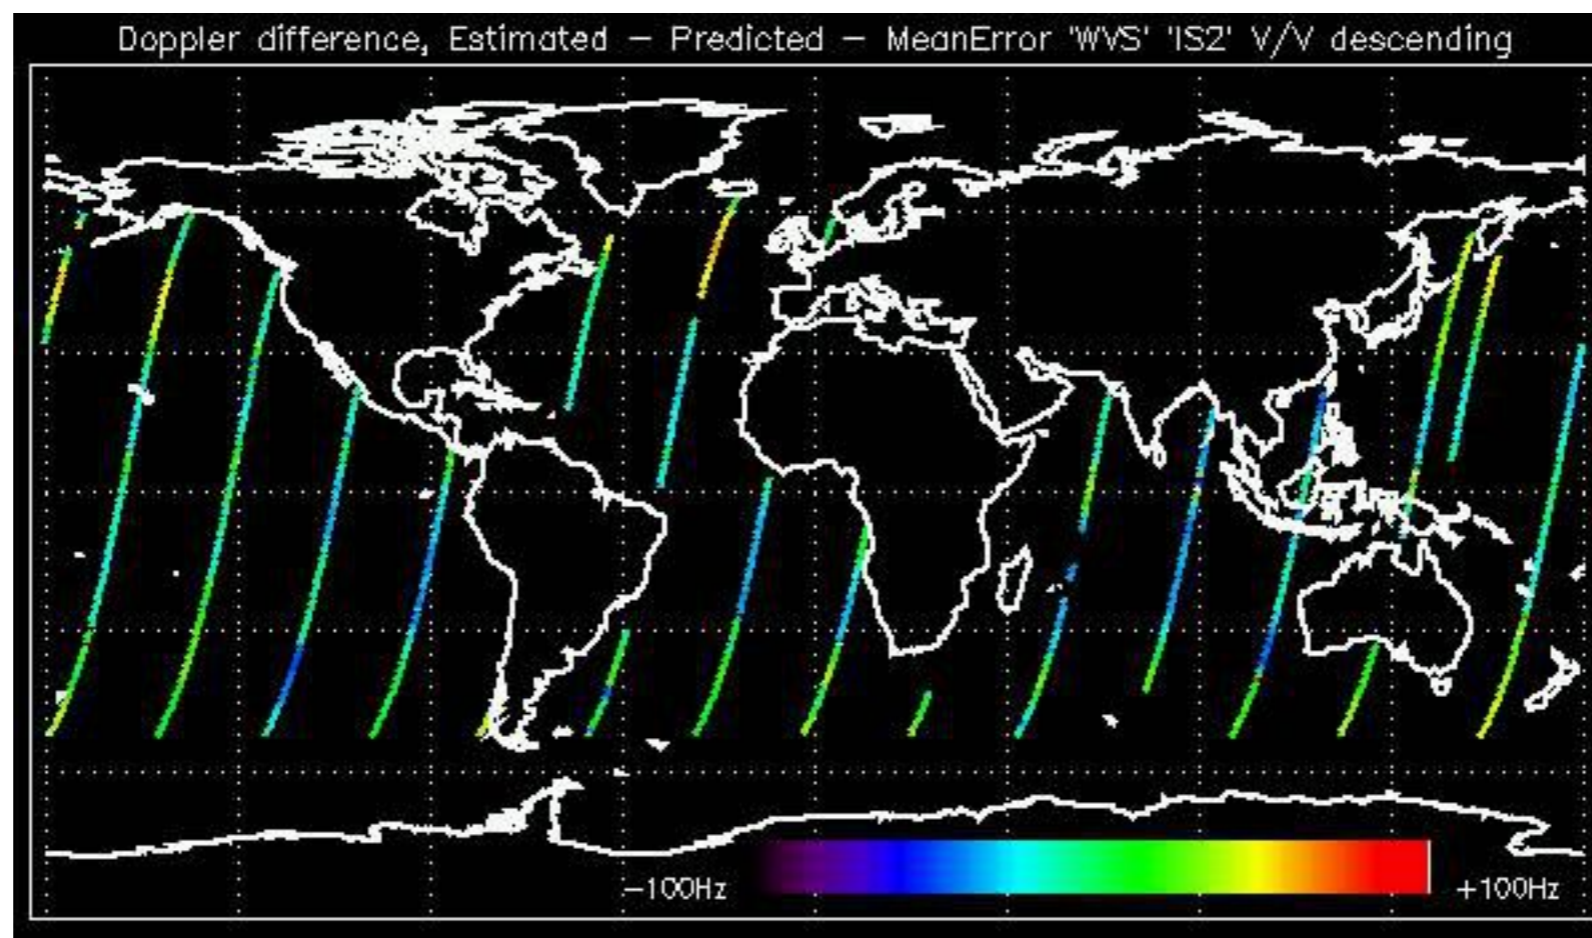 Doppler difference, Estimated - Predicted - MeanError 'WVS' 'IS2' V/V descending
-100Hz
+100Hz